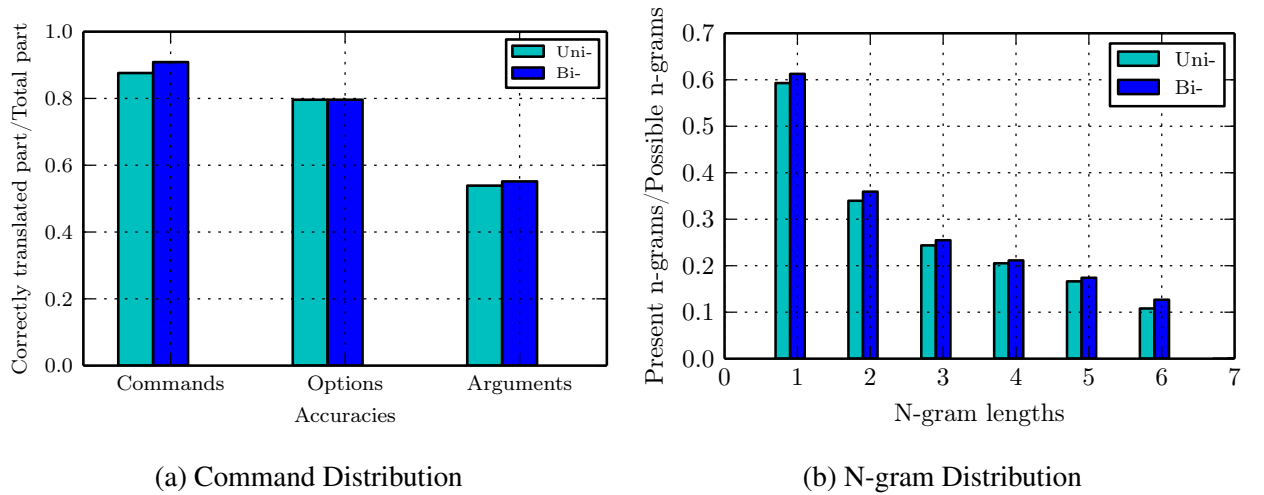 Correctly translated part/Total part
1.0
0.8
0.6
0.4
0.2
0.0
Uni-
Bi-
Commands Options Arguments
Accuracies
(a) Command Distribution
Present n-grams/Possible n-grams
0.7
0.6
0.5
0.4
0.3
0.2
0.1
0.0
Uni-
Bi-
0 1 2 3 4 5 6 7
N-gram lengths
(b) N-gram Distribution